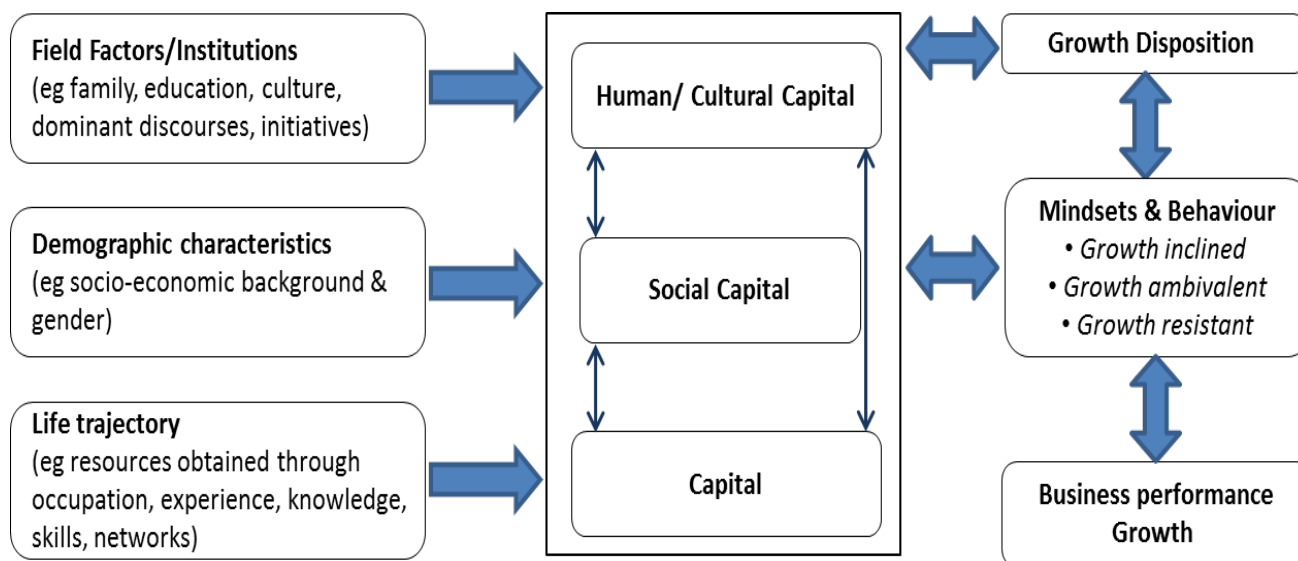 Field Factors/Institutions
(eg family, education, culture,
dominant discourses, initiatives)
Demographic characteristics
(eg socio-economic background &
gender)
Life trajectory
(eg resources obtained through
occupation, experience, knowledge,
skills, networks)
Human/ Cultural Capital
Social Capital
Capital
Growth Disposition
Mindsets & Behaviour
• Growth inclined
• Growth ambivalent
• Growth resistant
Business performance
Growth